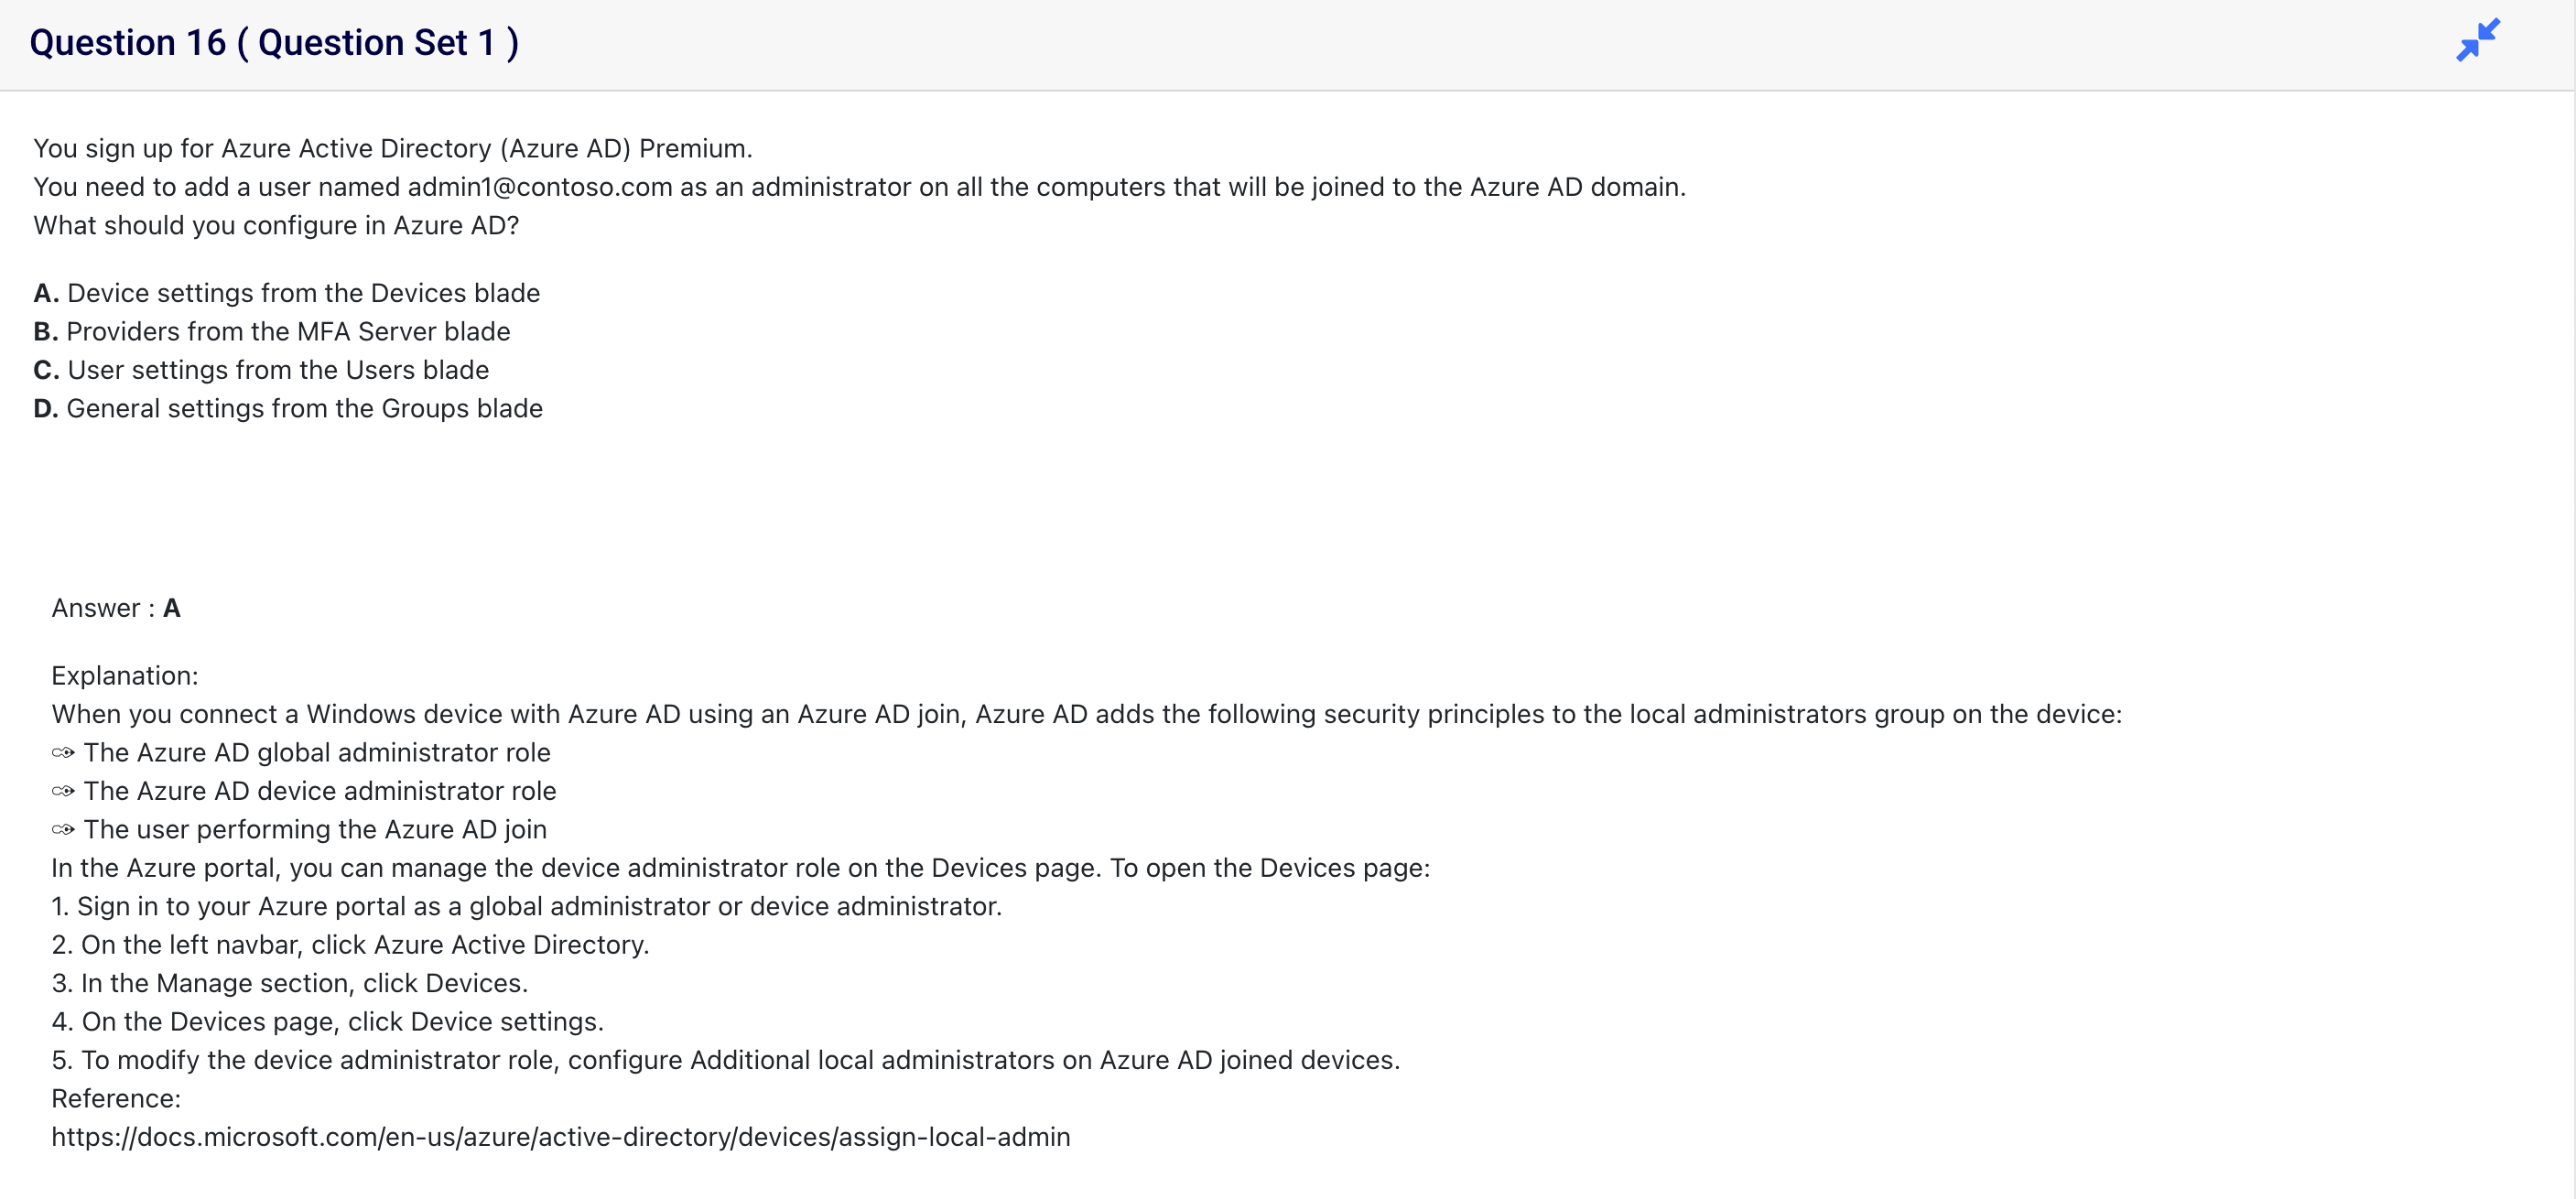 Question 16 ( Question Set 1 )
You sign up for Azure Active Directory (Azure AD) Premium.
You need to add a user named admin1@contoso.com as an administrator on all the computers that will be joined to the Azure AD domain.
What should you configure in Azure AD?
A. Device settings from the Devices blade
B. Providers from the MFA Server blade
C. User settings from the Users blade
D. General settings from the Groups blade
Answer : A
Explanation:
When you connect a Windows device with Azure AD using an Azure AD join, Azure AD adds the following security principles to the local administrators group on the device:
✑ The Azure AD global administrator role
✑ The Azure AD device administrator role
✑ The user performing the Azure AD join
In the Azure portal, you can manage the device administrator role on the Devices page. To open the Devices page:
1. Sign in to your Azure portal as a global administrator or device administrator.
2. On the left navbar, click Azure Active Directory.
3. In the Manage section, click Devices.
4. On the Devices page, click Device settings.
5. To modify the device administrator role, configure Additional local administrators on Azure AD joined devices.
Reference:
https://docs.microsoft.com/en-us/azure/active-directory/devices/assign-local-admin